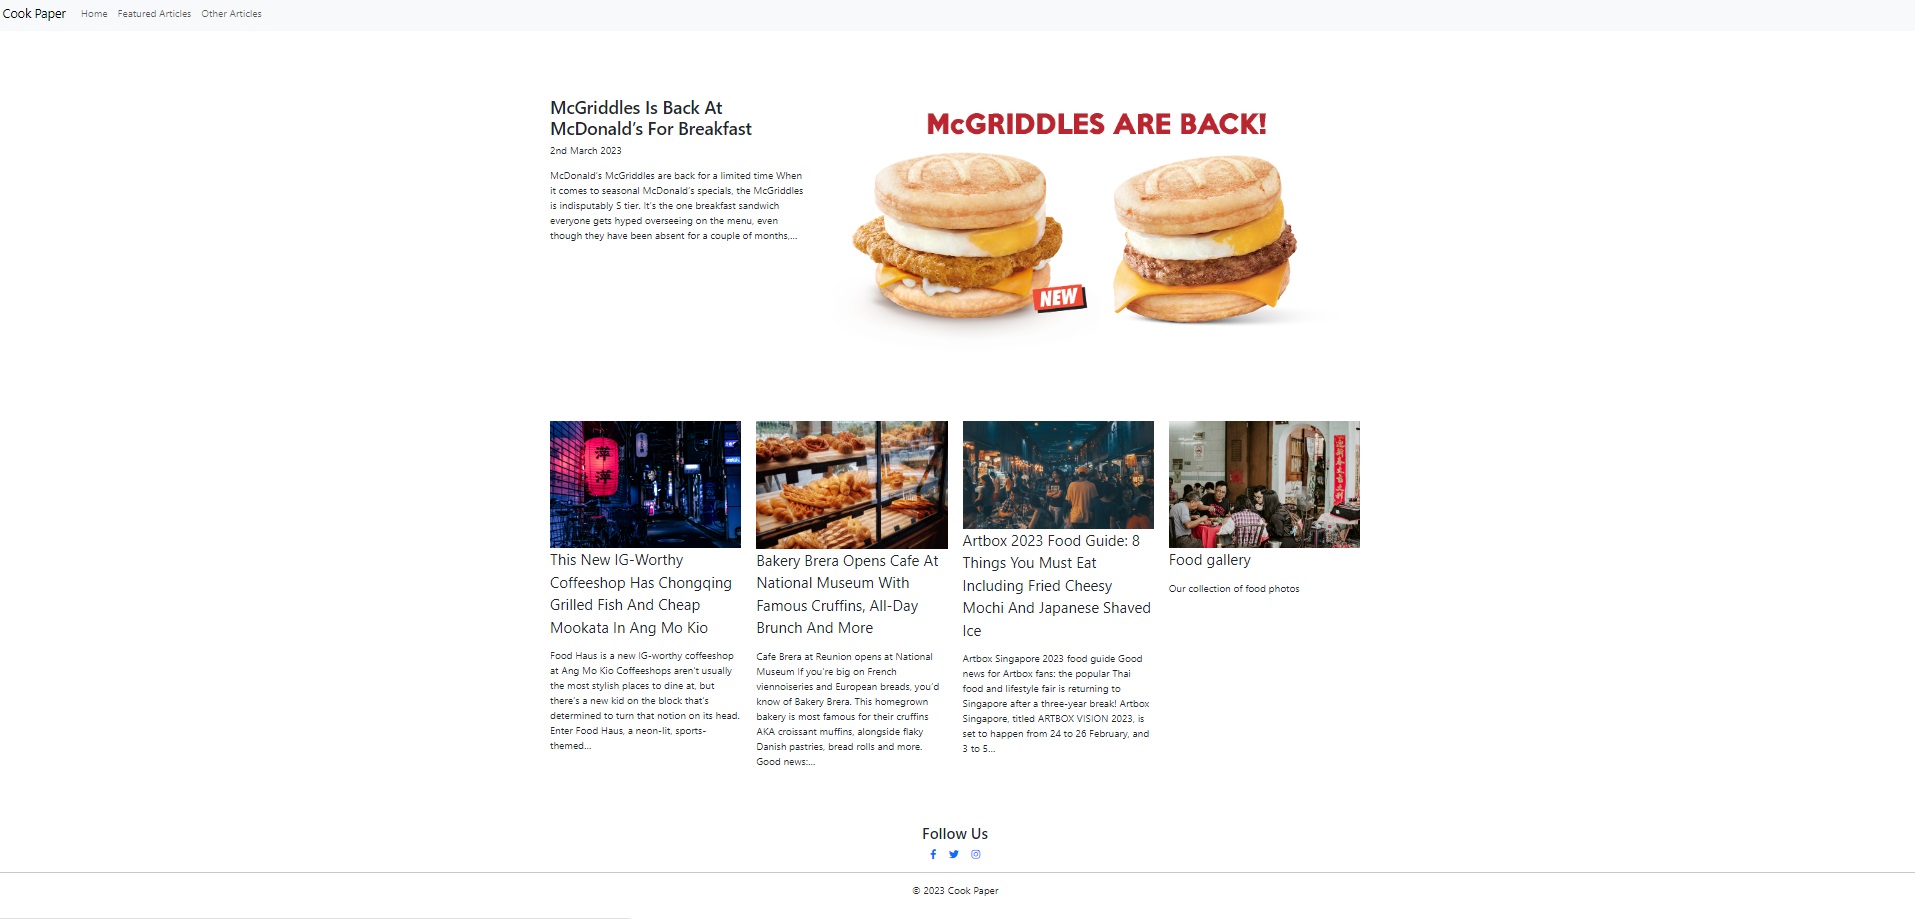 Cook Paper Home Featured Articles Other Articles
McGriddles Is Back At
McDonald's For Breakfast
2nd March 2023
McDonald's McGriddles are back for a limited time When
it comes to seasonal McDonald's specials, the McGriddles
is indisputably S tier. It's the one breakfast sandwich
everyone gets hyped overseeing on the menu, even
though they have been absent for a couple of months,...
McGRIDDLES ARE BACK!
NEW
萍
萍
This New IG-Worthy
Coffeeshop Has Chongqing
Grilled Fish And Cheap
Mookata In Ang Mo Kio
Food Haus is a new IG-worthy coffeeshop
at Ang Mo Kio Coffeeshops aren't usually
the most stylish places to dine at, but
there's a new kid on the block that's
determined to turn that notion on its head.
Enter Food Haus, a neon-lit, sports-
themed...
Bakery Brera Opens Cafe At
National Museum With
Famous Cruffins, All-Day
Brunch And More
Cafe Brera at Reunion opens at National
Museum If you're big on French
viennoiseries and European breads, you'd
know of Bakery Brera. This homegrown
bakery is most famous for their cruffins
AKA croissant muffins, alongside flaky
Danish pastries, bread rolls and more.
Good news:...
Artbox 2023 Food Guide: 8
Things You Must Eat
Including Fried Cheesy
Mochi And Japanese Shaved
Ice
Artbox Singapore 2023 food guide Good
news for Artbox fans: the popular Thai
food and lifestyle fair is returning to
Singapore after a three-year break! Artbox
Singapore, titled ARTBOX VISION 2023, is
set to happen from 24 to 26 February, and
3 to 5...
Food gallery
Our collection of food photos
Follow Us
© 2023 Cook Paper